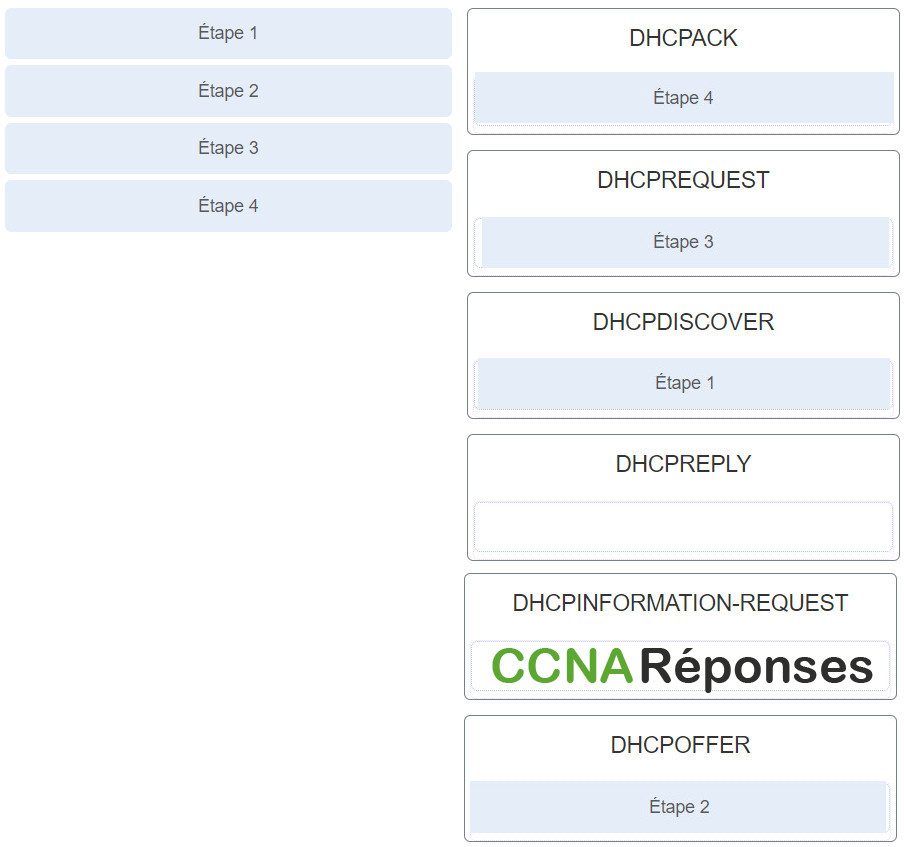 Étape 1
Étape 2
Étape 3
Étape 4
DHCPACK
Étape 4
DHCPREQUEST
Étape 3
DHCPDISCOVER
Étape 1
DHCPREPLY
DHCPINFORMATION-REQUEST
CCNA Réponses
DHCPOFFER
Étape 2